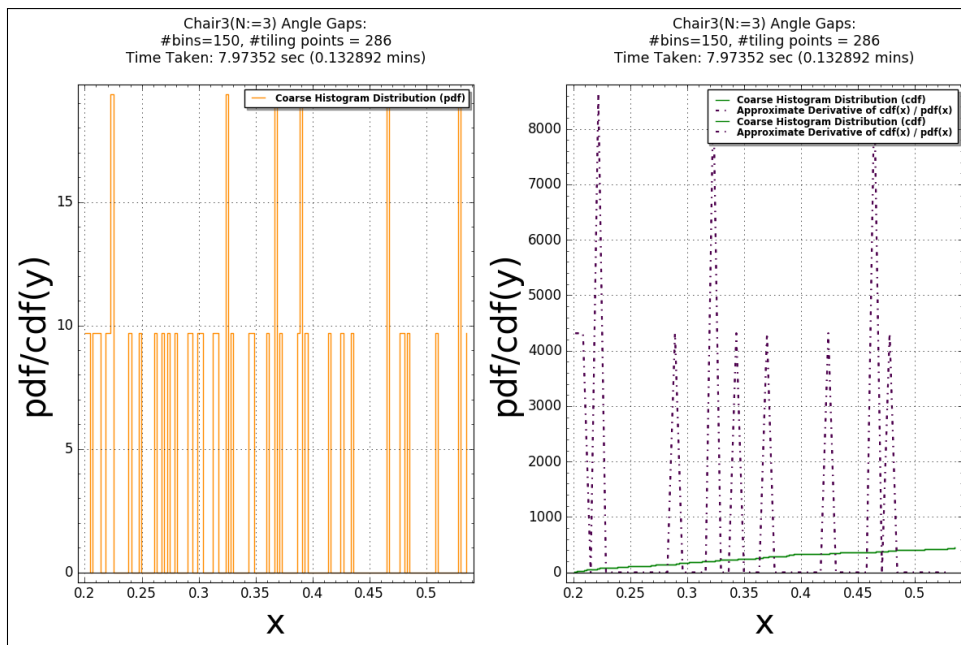 Chair3(N:=3) Angle Gaps:
#bins=150, #tiling points = 286
Time Taken: 7.97352 sec (0.132892 mins)
Coarse Histogram Distribution (pdf)
pdf/cdf(y)
15
10
5
0
0.2 0.25 0.3 0.35 0.4 0.45 0.5
x
Chair3(N:=3) Angle Gaps:
#bins=150, #tiling points = 286
Time Taken: 7.97352 sec (0.132892 mins)
Coarse Histogram Distribution (cdf)
Approximate Derivative of cdf(x) / pdf(x)
Coarse Histogram Distribution (cdf)
Approximate Derivative of cdf(x) / pdf(x)
pdf/cdf(y)
8000
7000
6000
5000
4000
3000
2000
1000
0
0.2 0.25 0.3 0.35 0.4 0.45 0.5
x